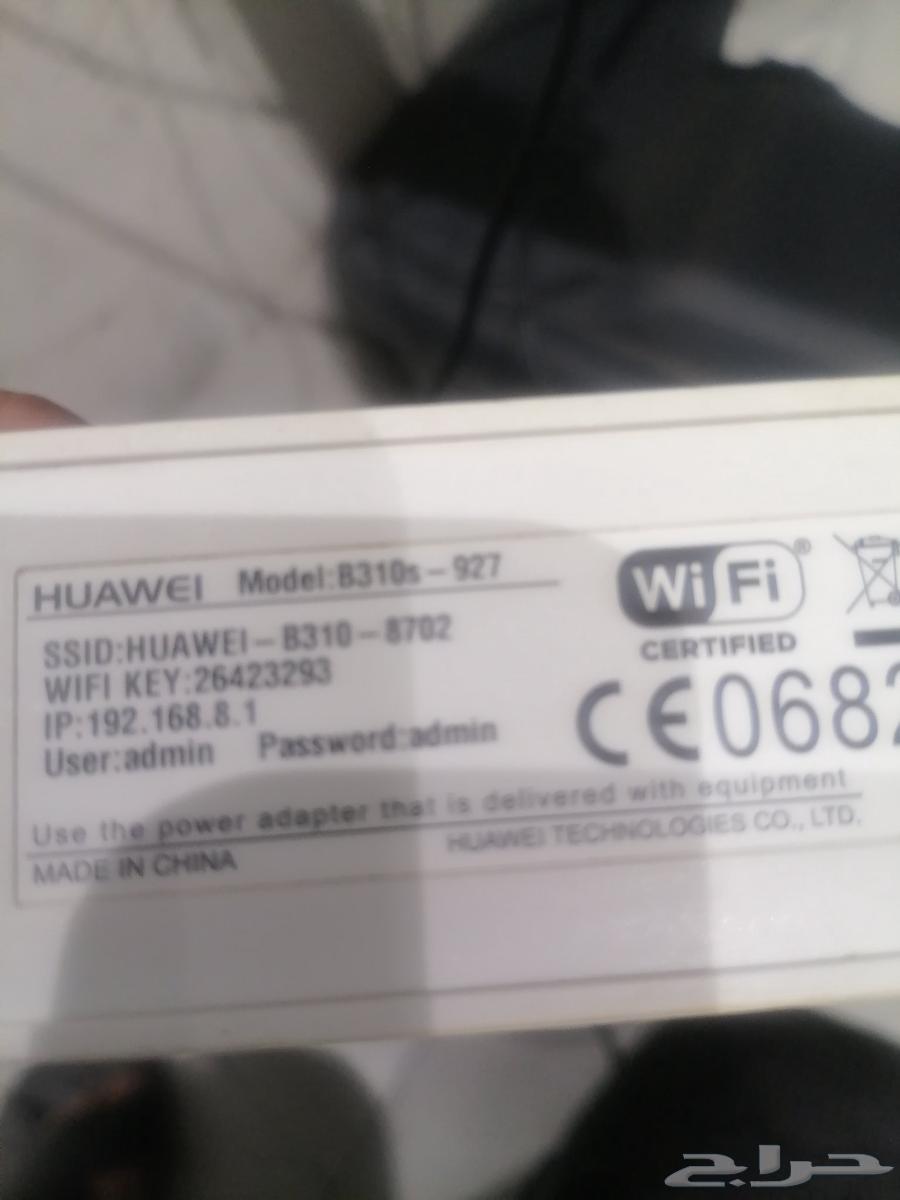 HUAWEI Model:B310s-927
SSID:HUAWEI-B310-8702
WIFI KEY:26423293
IP:192.168.8.1
User:admin Password:admin
WiFi®
CERTIFIED
CE0682
Use the power adapter that is delivered with equipment
HUAWEI TECHNOLOGIES CO., LTD.
MADE IN CHINA
حراج